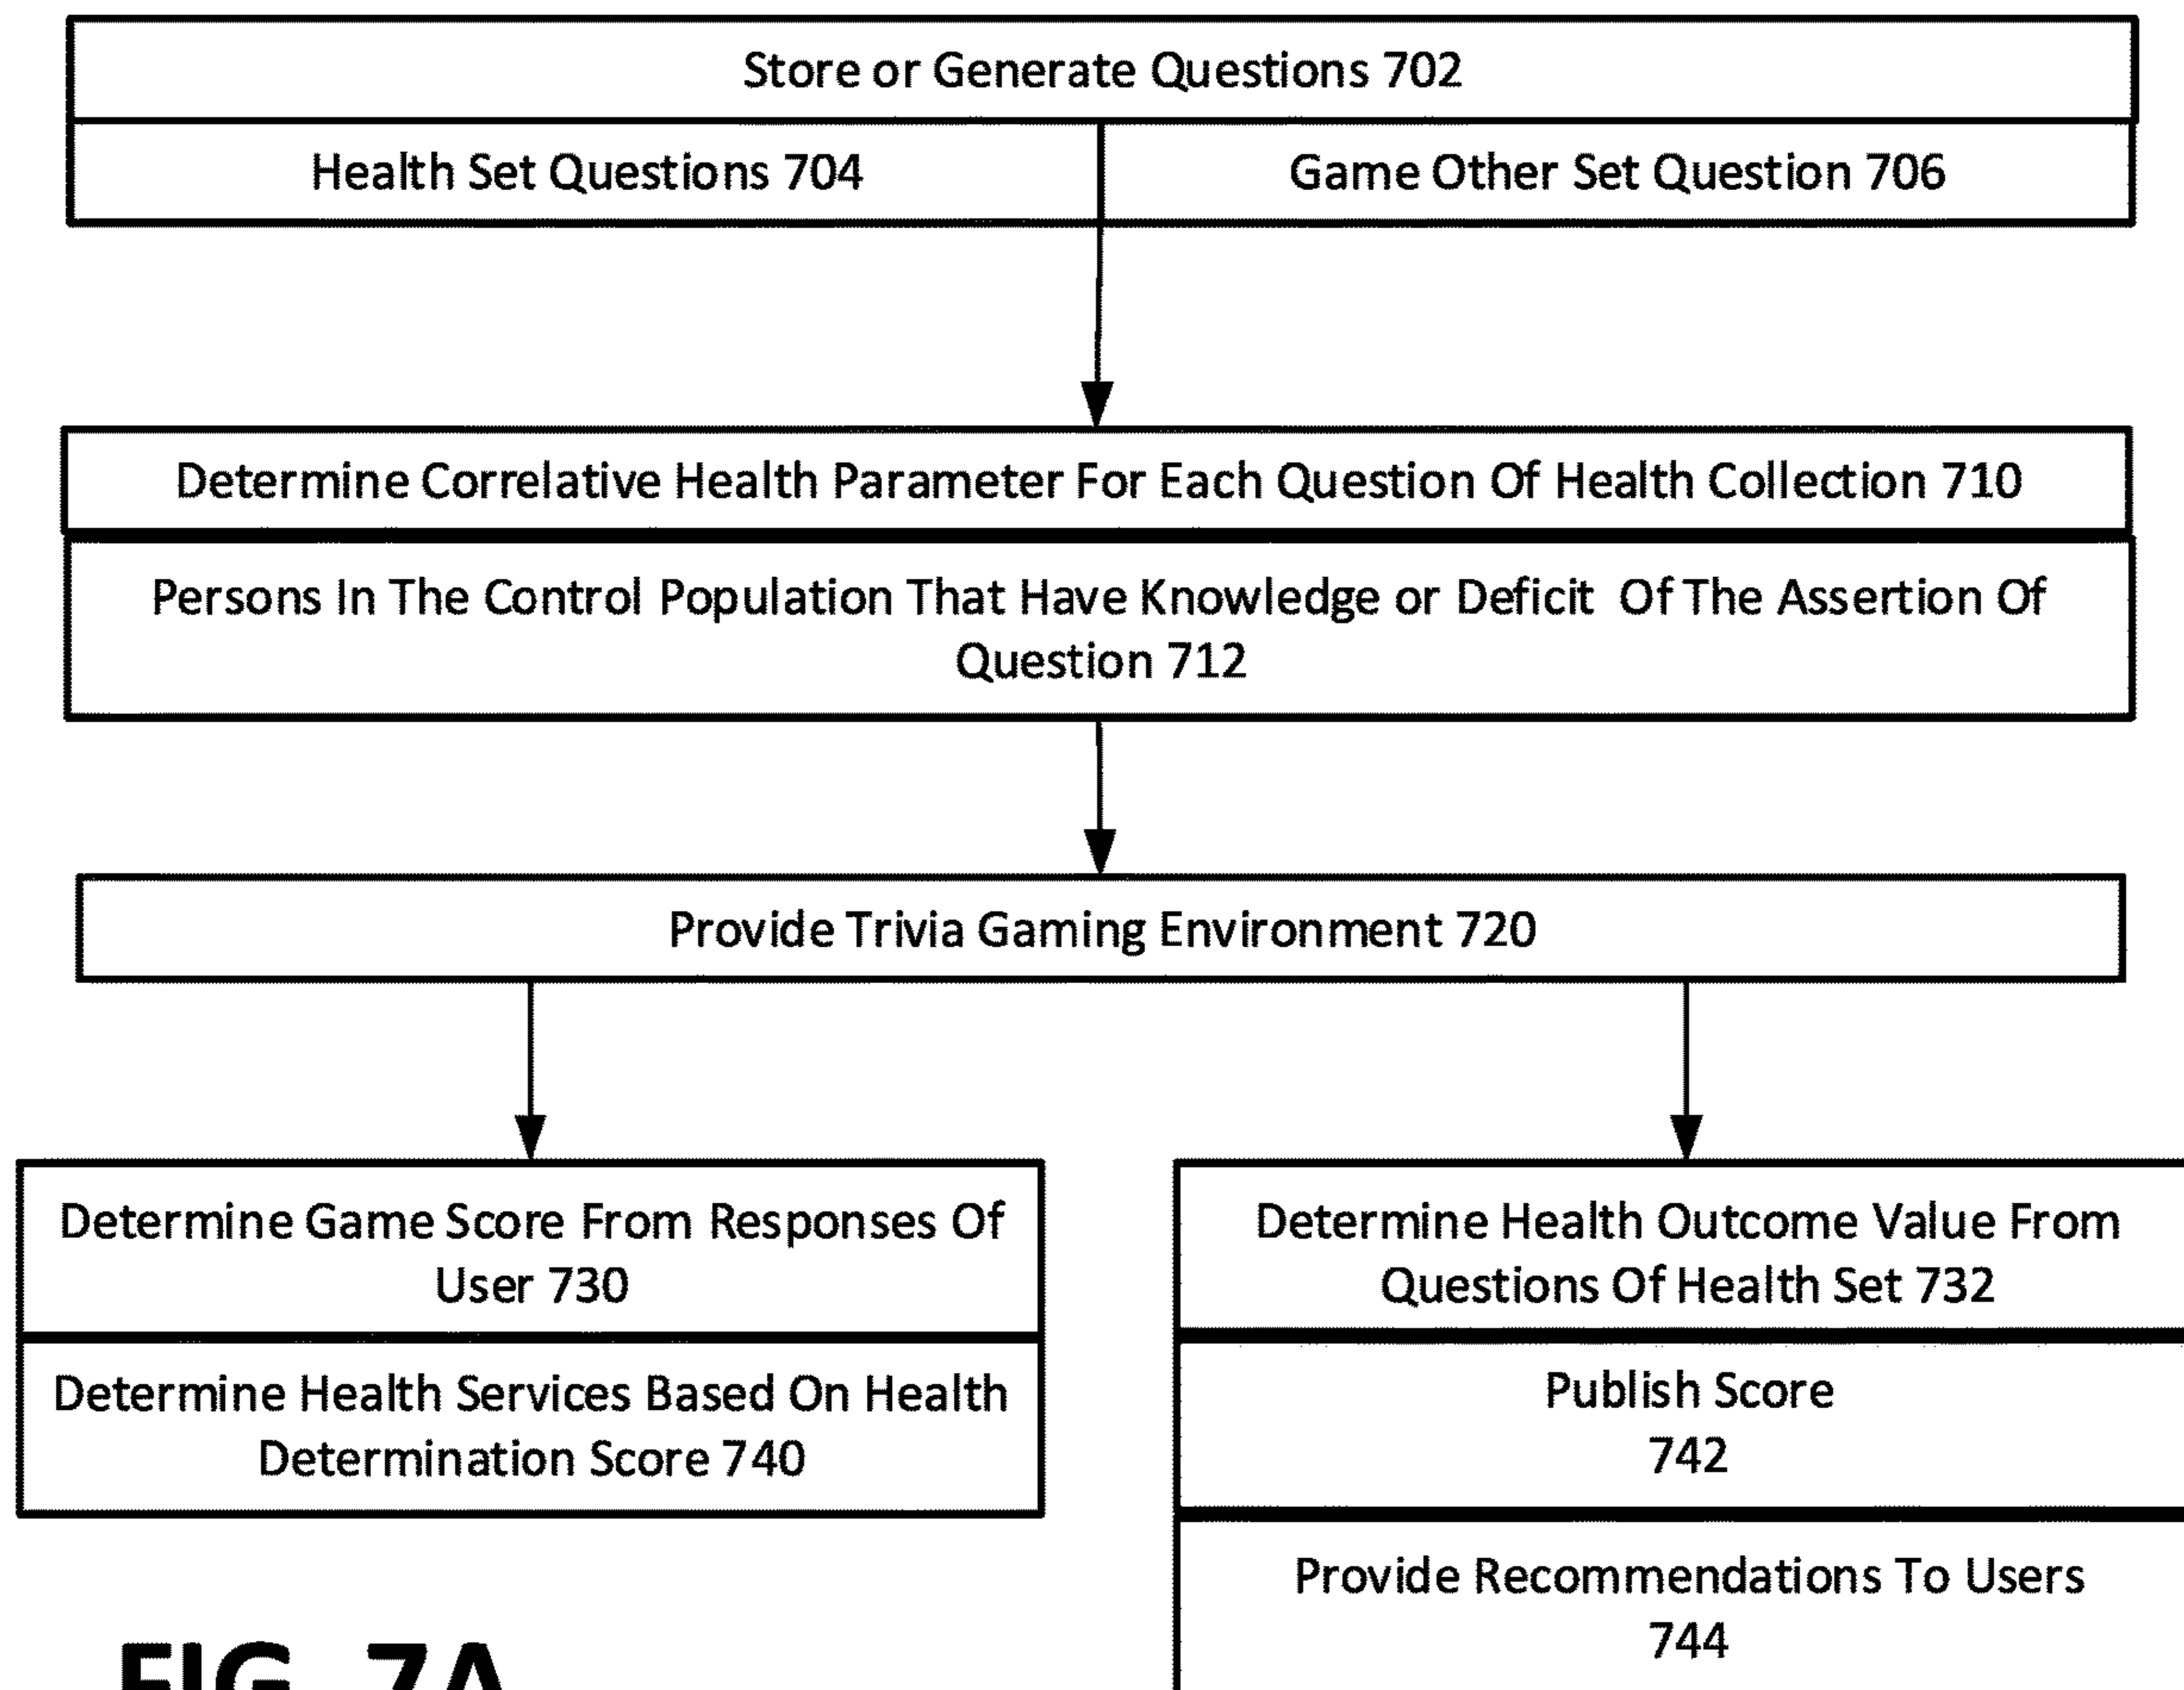 Store or Generate Questions 702
Health Set Questions 704
Game Other Set Question 706
Determine Correlative Health Parameter For Each Question Of Health Collection 710
Persons In The Control Population That Have Knowledge or Deficit Of The Assertion Of
Question 712
Provide Trivia Gaming Environment 720
Determine Game Score From Responses Of
User 730
Determine Health Services Based On Health
Determination Score 740
Determine Health Outcome Value From
Questions Of Health Set 732
Publish Score
742
Provide Recommendations To Users
744
FIG. 7A